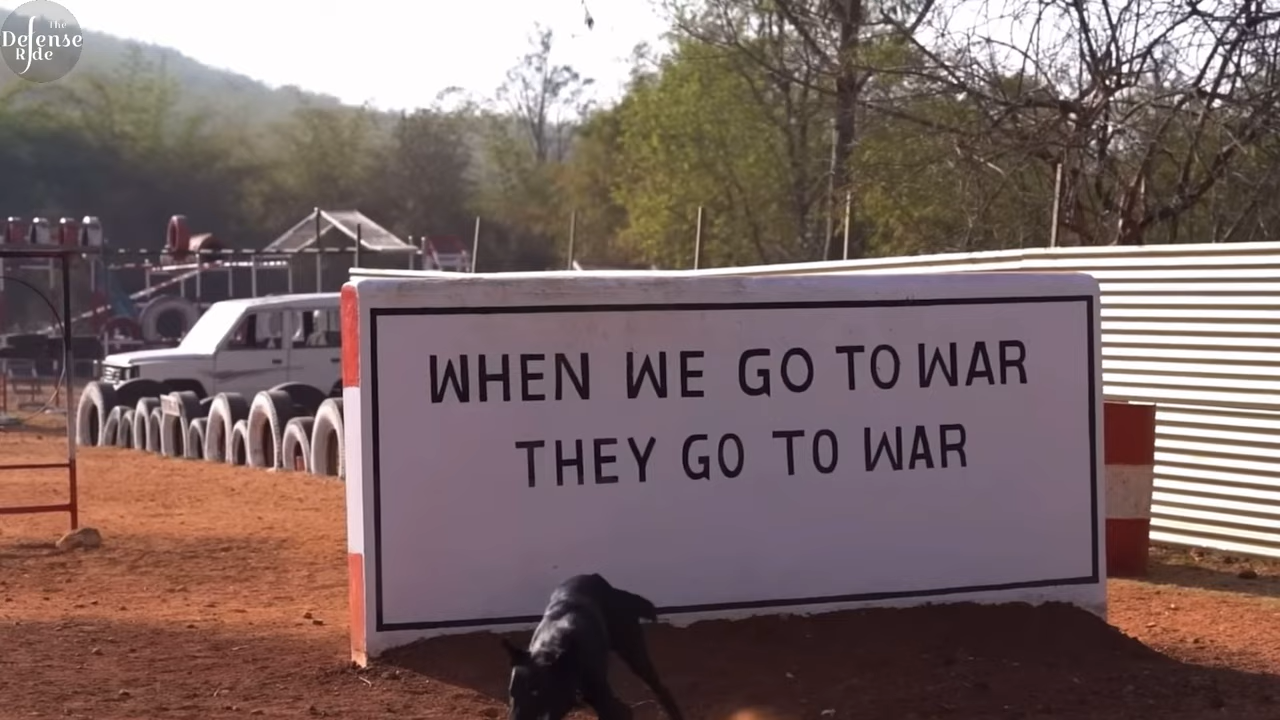 The
Defense
Ride
WHEN WE GO TO WAR
THEY GO TO WAR